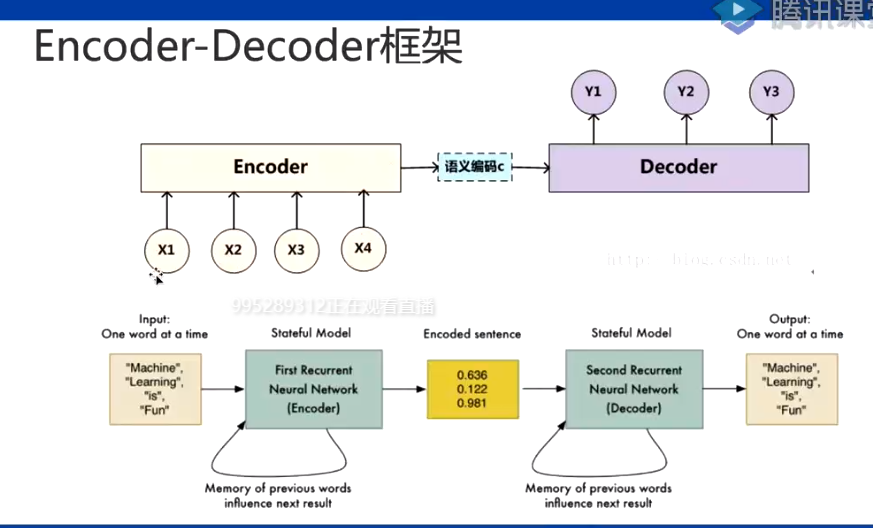 腾讯课堂
Encoder-Decoder框架
Y1 Y2 Y3
Encoder
语义编码c
Decoder
X1 X2 X3 X4
http://blog.csdn.net
995289312正在观看直播
Input:
One word at a time
Stateful Model
Encoded sentence
Stateful Model
Output:
One word at a time
"Machine",
"Learning",
"is",
"Fun"
First Recurrent
Neural Network
(Encoder)
0.636
0.122
0.981
Second Recurrent
Neural Network
(Decoder)
"Machine",
"Learning",
"is",
"Fun"
Memory of previous words
influence next result
Memory of previous words
influence next result